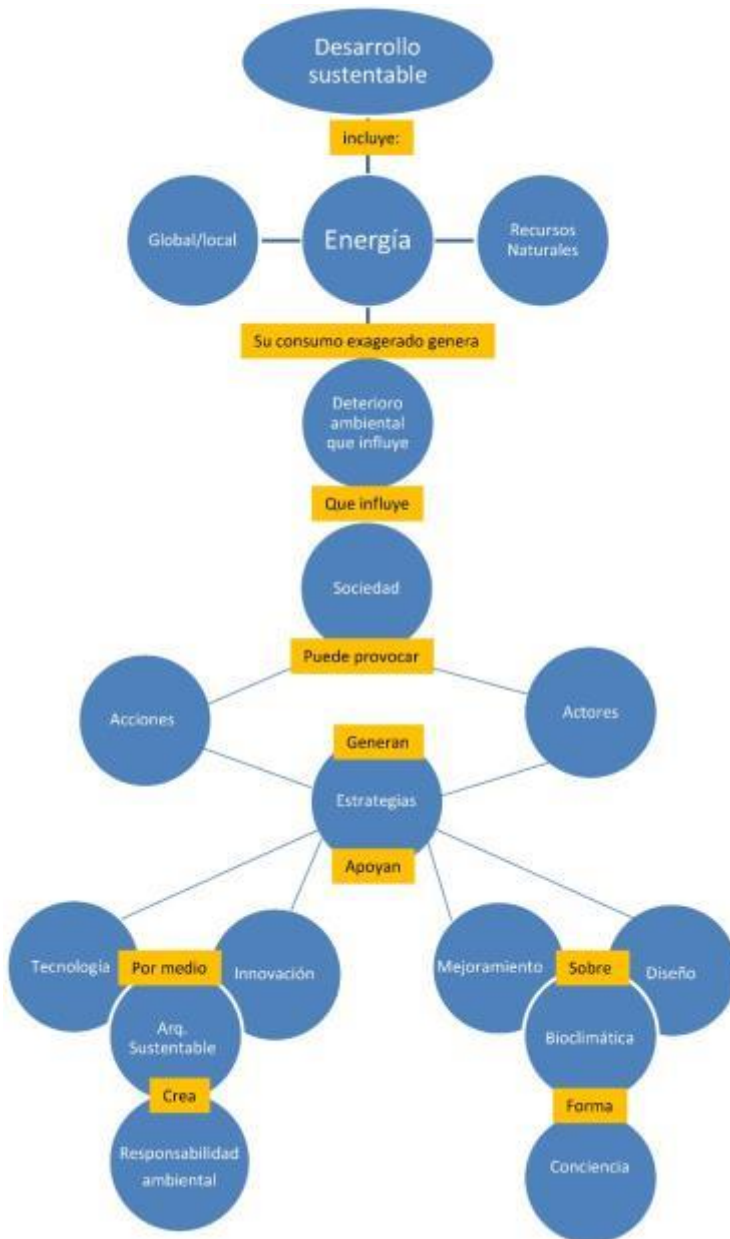 Desarrollo
sustentable
incluye:
Global/local
Energía
Recursos
Naturales
Su consumo exagerado genera
Deterioro
ambiental
que influye
Que influye
Sociedad
Puede provocar
Acciones
Actores
Generan
Estrategias
Apoyan
Tecnología
Por medio
Innovación
Mejoramiento
Sobre
Diseño
Arq.
Sustentable
Bioclimática
Crea
Forma
Responsabilidad
ambiental
Conciencia